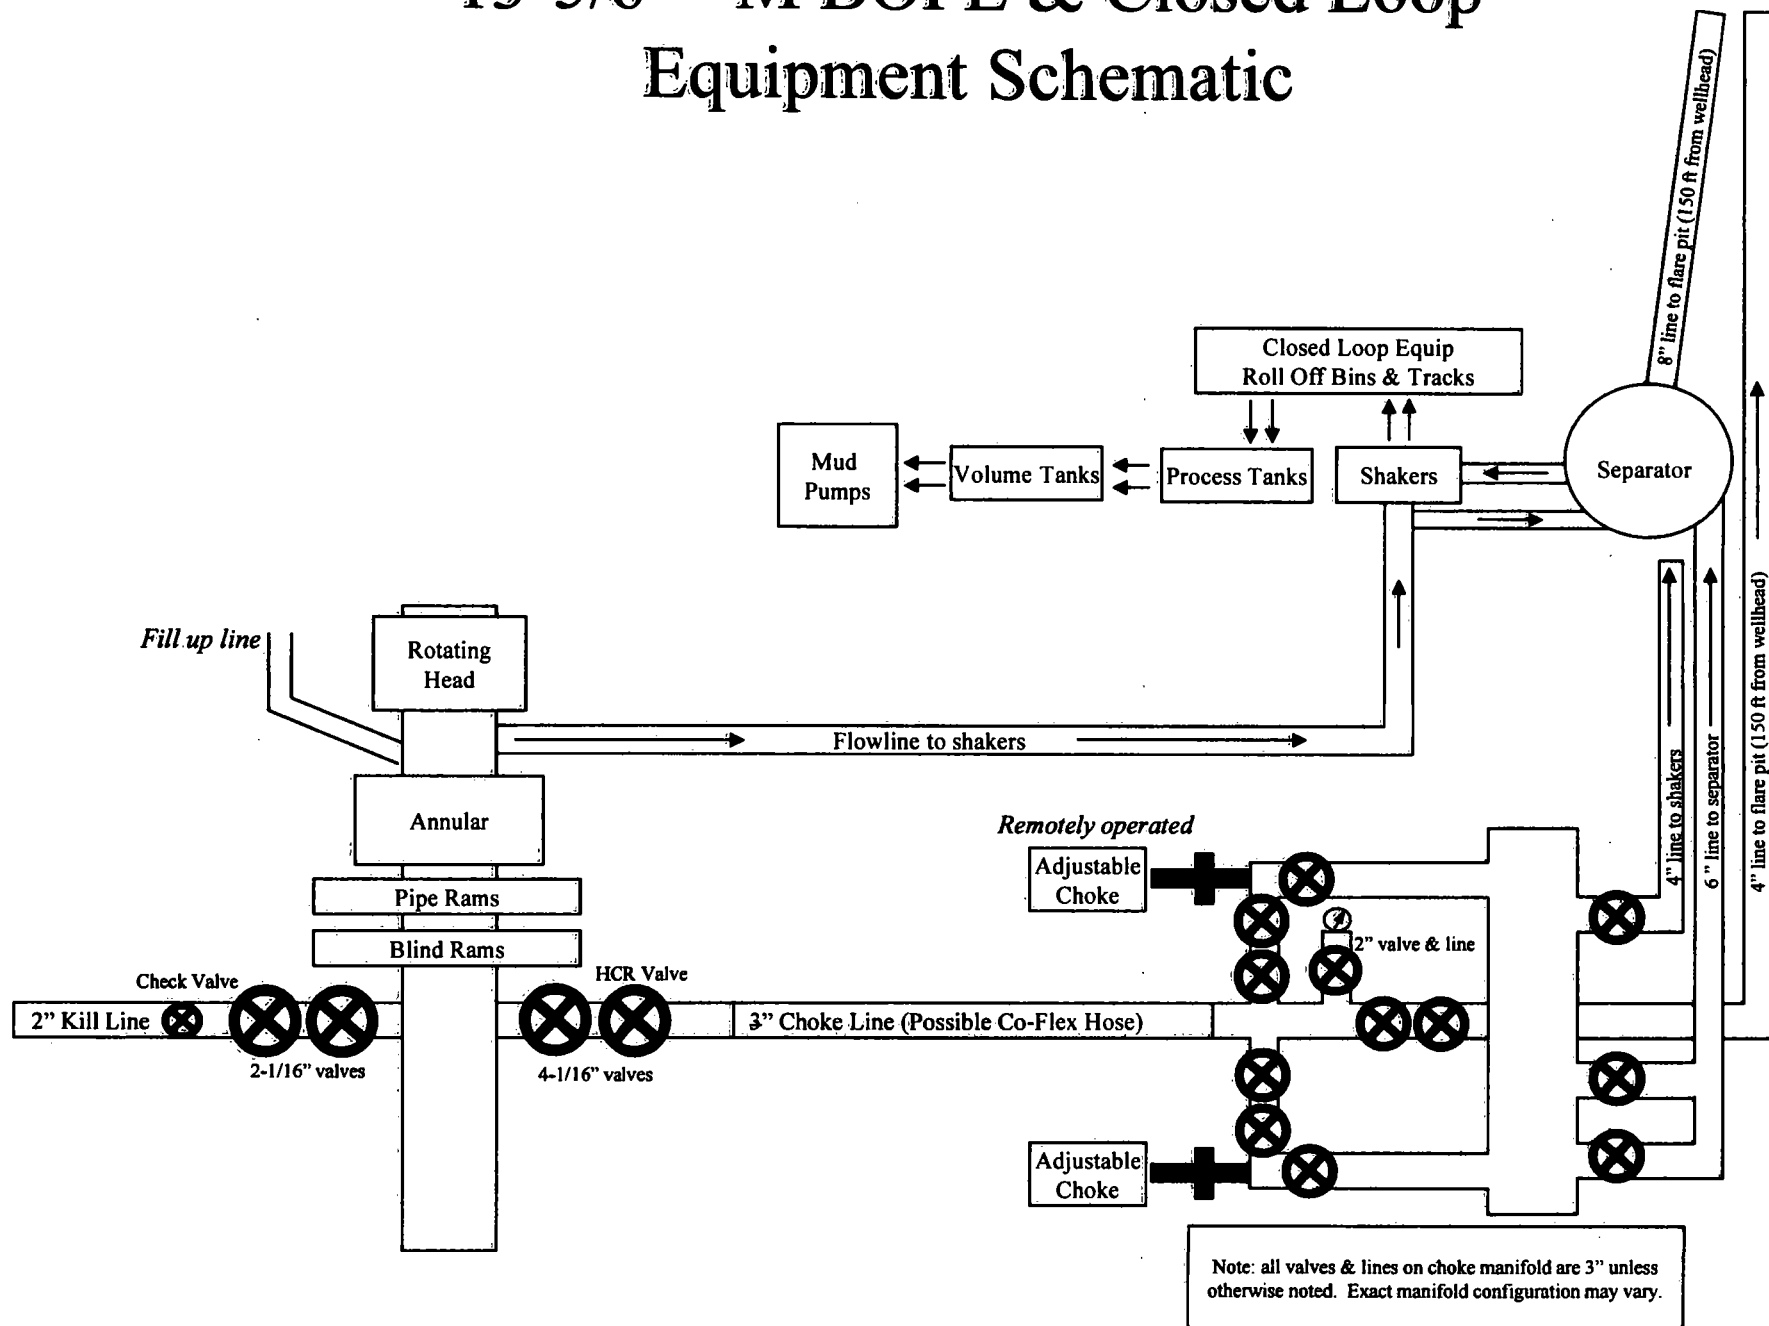 & Closed Loop
Equipment Schematic
8” line to flare pit (150 ft from wellhead)
Closed Loop Equip
Roll Off Bins & Tracks
Mud
Pumps
Volume Tanks
Process Tanks
Shakers
Separator
Fill up line
Rotating
Head
Flowline to shakers
Annular
Pipe Rams
Blind Rams
Check Valve
HCR Valve
2” Kill Line
3” Choke Line (Possible Co-Flex Hose)
2-1/16” valves
4-1/16” valves
Remotely operated
Adjustable
Choke
2” valve & line
4” line to shakers
6” line to separator
4” line to flare pit (150 ft from wellhead)
Adjustable
Choke
Note: all valves & lines on choke manifold are 3” unless
otherwise noted. Exact manifold configuration may vary.